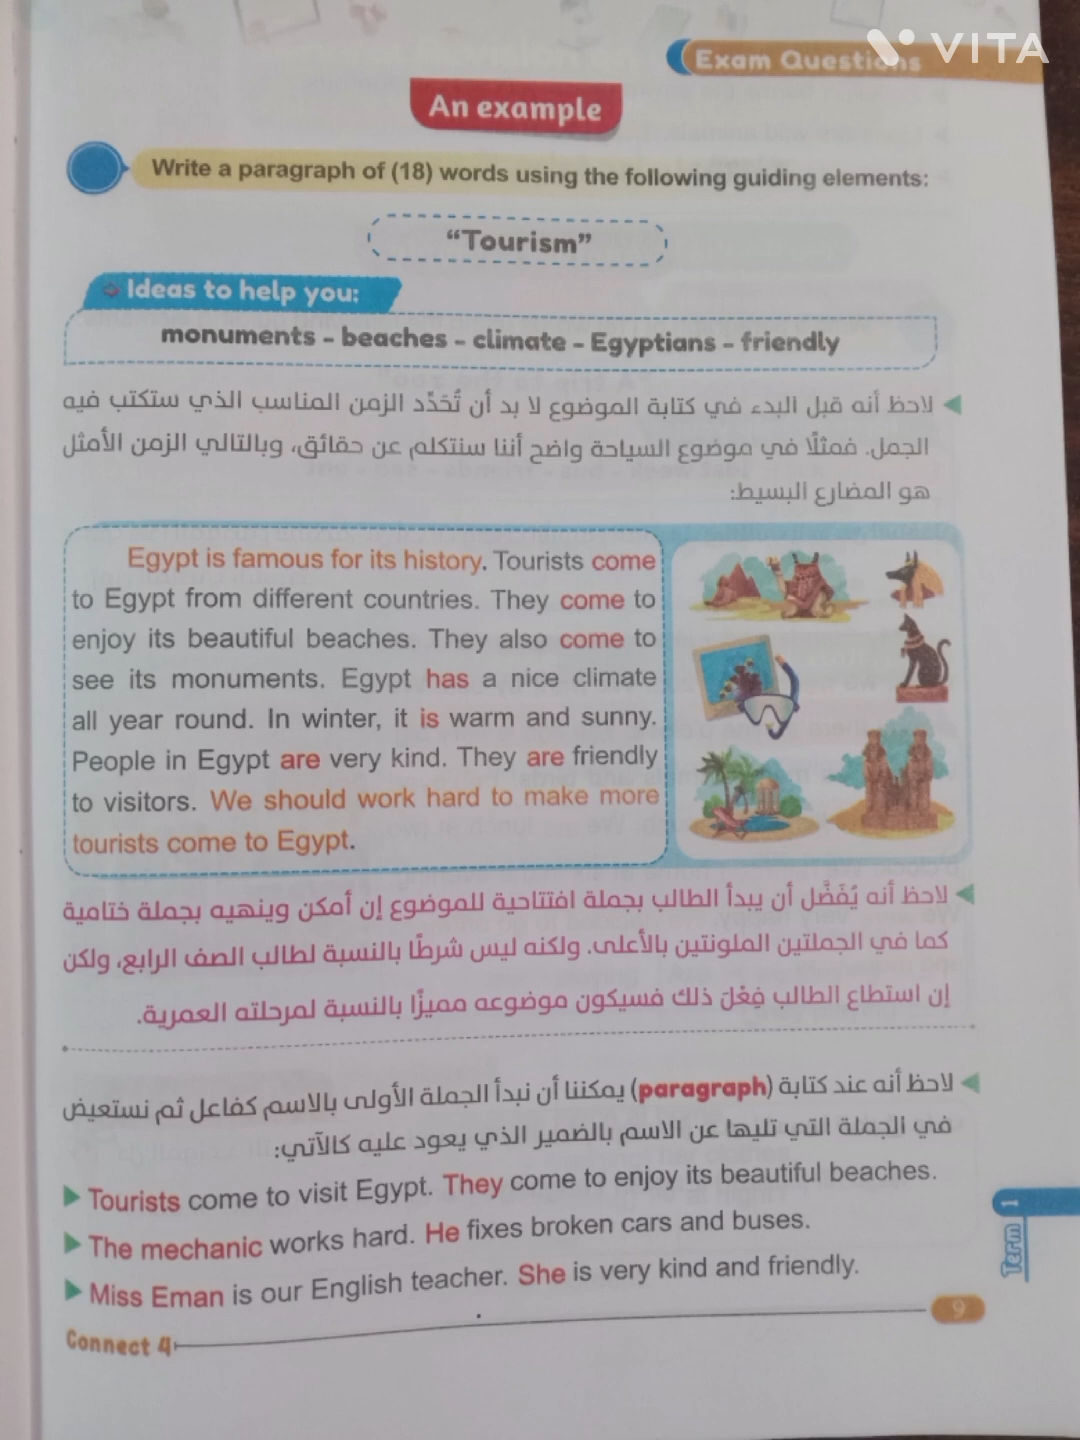 VITA
Exam Questions
An example
Write a paragraph of (18) words using the following guiding elements:
“Tourism”
Ideas to help you:
monuments - beaches - climate - Egyptians - friendly
لاحظ أنه قبل البدء في كتابة الموضوع لا بد أن تُحَدِّد الزمن المناسب الذي ستكتب فيه
الجمل. فمثلًا في موضوع السياحة واضح أننا سنتكلم عن حقائق، وبالتالي الزمن الأمثل
هو المضارع البسيط:
Egypt is famous for its history. Tourists come
to Egypt from different countries. They come to
enjoy its beautiful beaches. They also come to
see its monuments. Egypt has a nice climate
all year round. In winter, it is warm and sunny.
People in Egypt are very kind. They are friendly
to visitors. We should work hard to make more
tourists come to Egypt.
لاحظ أنه يُفَضَّل أن يبدأ الطالب بجملة افتتاحية للموضوع إن أمكن وينهيه بجملة ختامية
كما في الجملتين الملونتين بالأعلى. ولكنه ليس شرطًا بالنسبة لطالب الصف الرابع، ولكن
إن استطاع الطالب فِعْلَ ذلك فسيكون موضوعه مميزًا بالنسبة لمرحلته العمرية.
لاحظ أنه عند كتابة (paragraph) يمكننا أن نبدأ الجملة الأولى بالاسم كفاعل ثم نستعيض
في الجملة التي تليها عن الاسم بالضمير الذي يعود عليه كالآتي:
Tourists come to visit Egypt. They come to enjoy its beautiful beaches.
The mechanic works hard. He fixes broken cars and buses.
Miss Eman is our English teacher. She is very kind and friendly.
Term 1
9
Connect 4